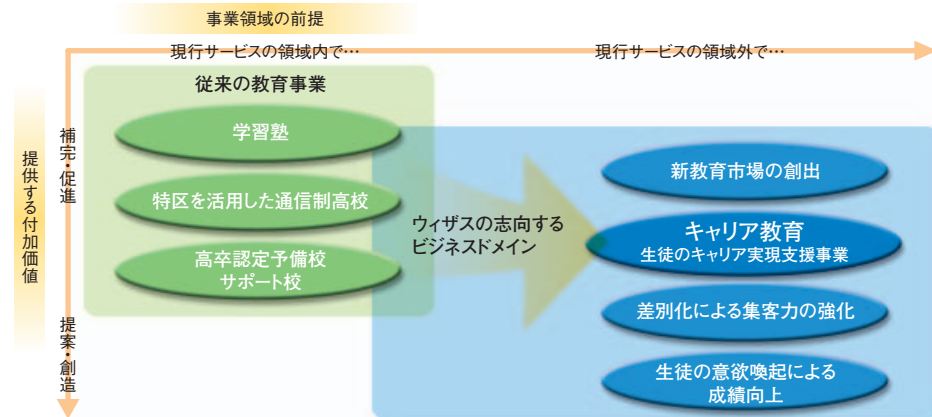 事業領域の前提
現行サービスの領域内で…
現行サービスの領域外で…
提供する付加価値
補完・促進
提案・創造
従来の教育事業
学習塾
特区を活用した通信制高校
高卒認定予備校
サポート校
ウィザスの志向する
ビジネスドメイン
新教育市場の創出
キャリア教育
生徒のキャリア実現支援事業
差別化による集客力の強化
生徒の意欲喚起による
成績向上